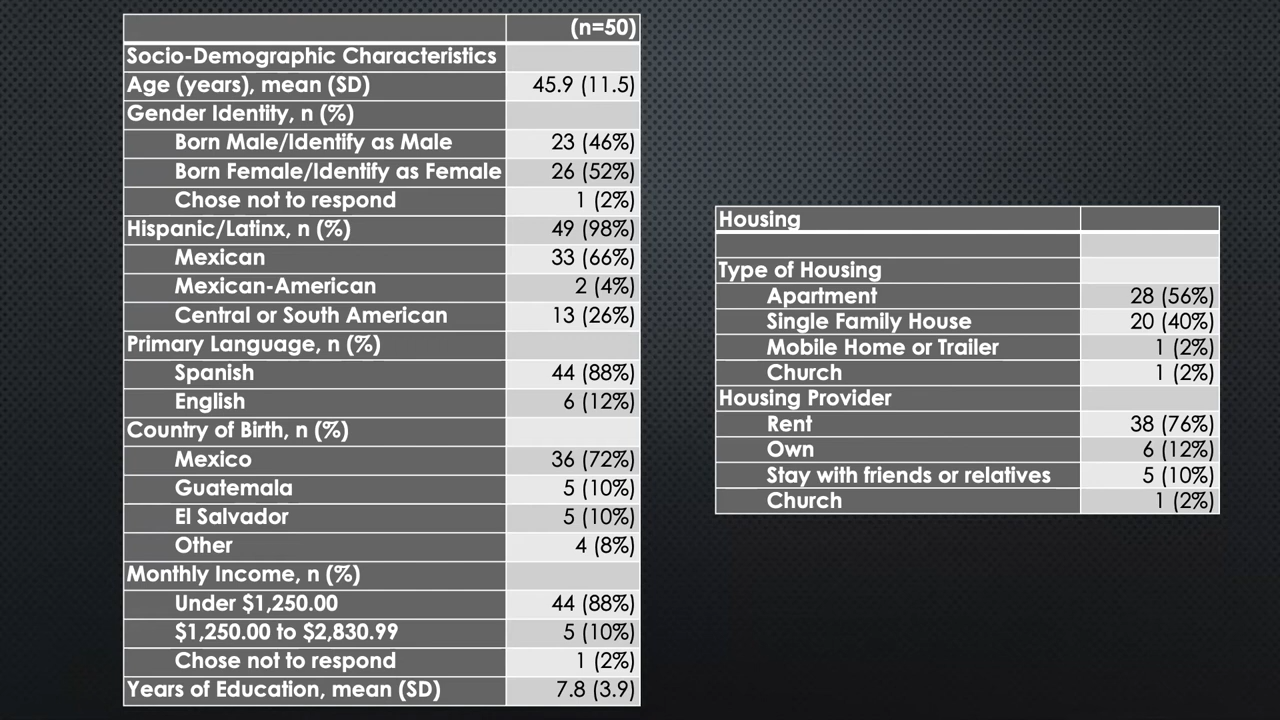 (n=50)
Socio-Demographic Characteristics
Age (years), mean (SD) 45.9 (11.5)
Gender Identity, n (%)
Born Male/Identify as Male 23 (46%)
Born Female/Identify as Female 26 (52%)
Chose not to respond 1 (2%)
Hispanic/Latinx, n (%) 49 (98%)
Mexican 33 (66%)
Mexican-American 2 (4%)
Central or South American 13 (26%)
Primary Language, n (%)
Spanish 44 (88%)
English 6 (12%)
Country of Birth, n (%)
Mexico 36 (72%)
Guatemala 5 (10%)
El Salvador 5 (10%)
Other 4 (8%)
Monthly Income, n (%)
Under $1,250.00 44 (88%)
$1,250.00 to $2,830.99 5 (10%)
Chose not to respond 1 (2%)
Years of Education, mean (SD) 7.8 (3.9)
Housing
Type of Housing
Apartment 28 (56%)
Single Family House 20 (40%)
Mobile Home or Trailer 1 (2%)
Church 1 (2%)
Housing Provider
Rent 38 (76%)
Own 6 (12%)
Stay with friends or relatives 5 (10%)
Church 1 (2%)